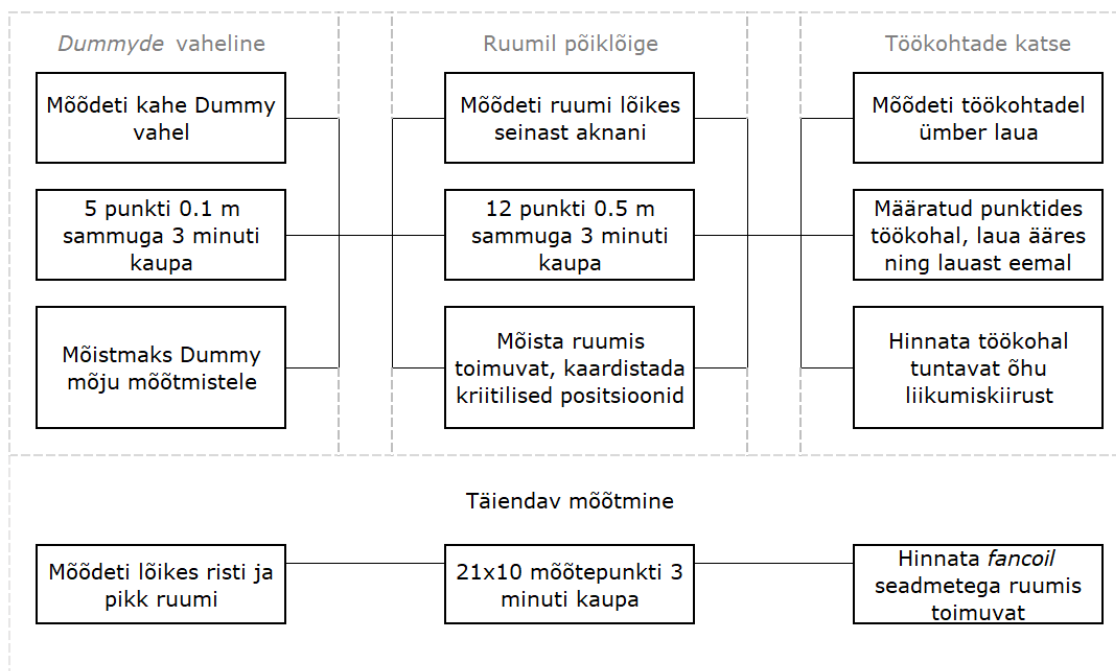 Dummyde vaheline
Mõõdeti kahe Dummy
vahel
5 punkti 0.1 m
sammuga 3 minuti
kaupa
Mõistmaks Dummy
mõju mõõtmistele
Ruumil põiklõige
Mõõdeti ruumi lõikes
seinast aknani
12 punkti 0.5 m
sammuga 3 minuti
kaupa
Mõista ruumis
toimuvat, kaardistada
kriitilised positsioonid
Töökohtade katse
Mõõdeti töökohtadel
ümber laua
Määratud punktides
töökohal, laua ääres
ning lauast eemal
Hinnata töökohal
tuntavat õhu
liikumiskiirust
Täiendav mõõtmine
Mõõdeti lõikes risti ja
pikk ruumi
21x10 mõõtepunkti 3
minuti kaupa
Hinnata fancoil
seadmetega ruumis
toimuvat